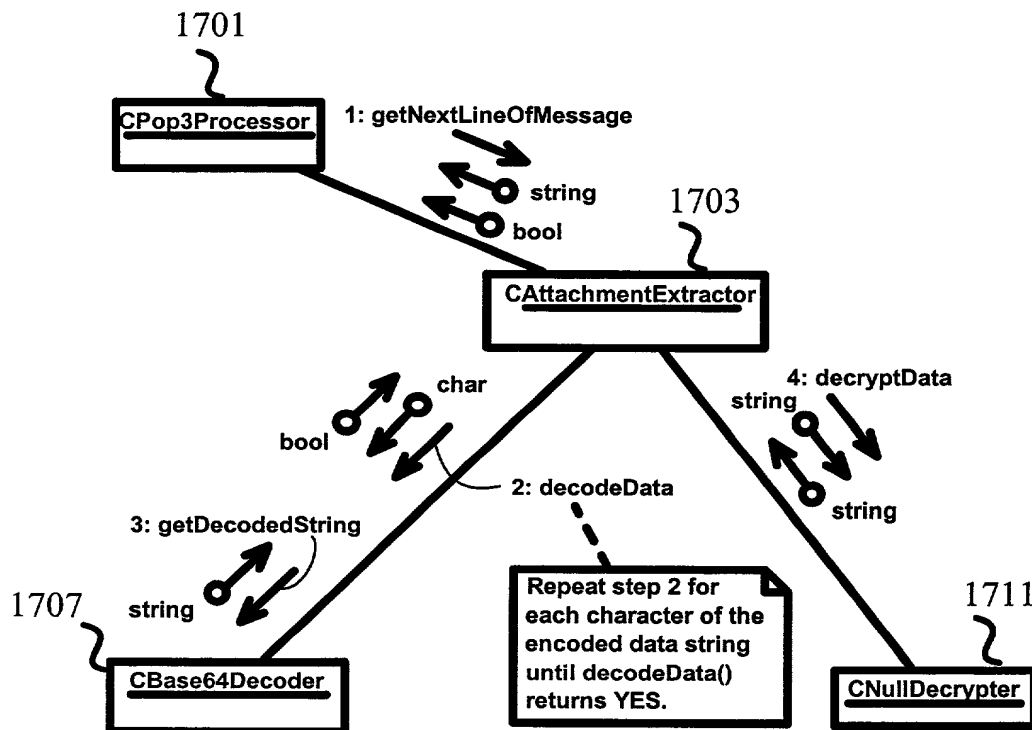 1701
CPop3Processor
1: getNextLineOfMessage
string
bool
1703
CAttachmentExtractor
char
bool
4: decryptData
string
string
2: decodeData
3: getDecodedString
string
Repeat step 2 for
each character of the
encoded data string
until decodeData()
returns YES.
1707
CBase64Decoder
1711
CNullDecrypter